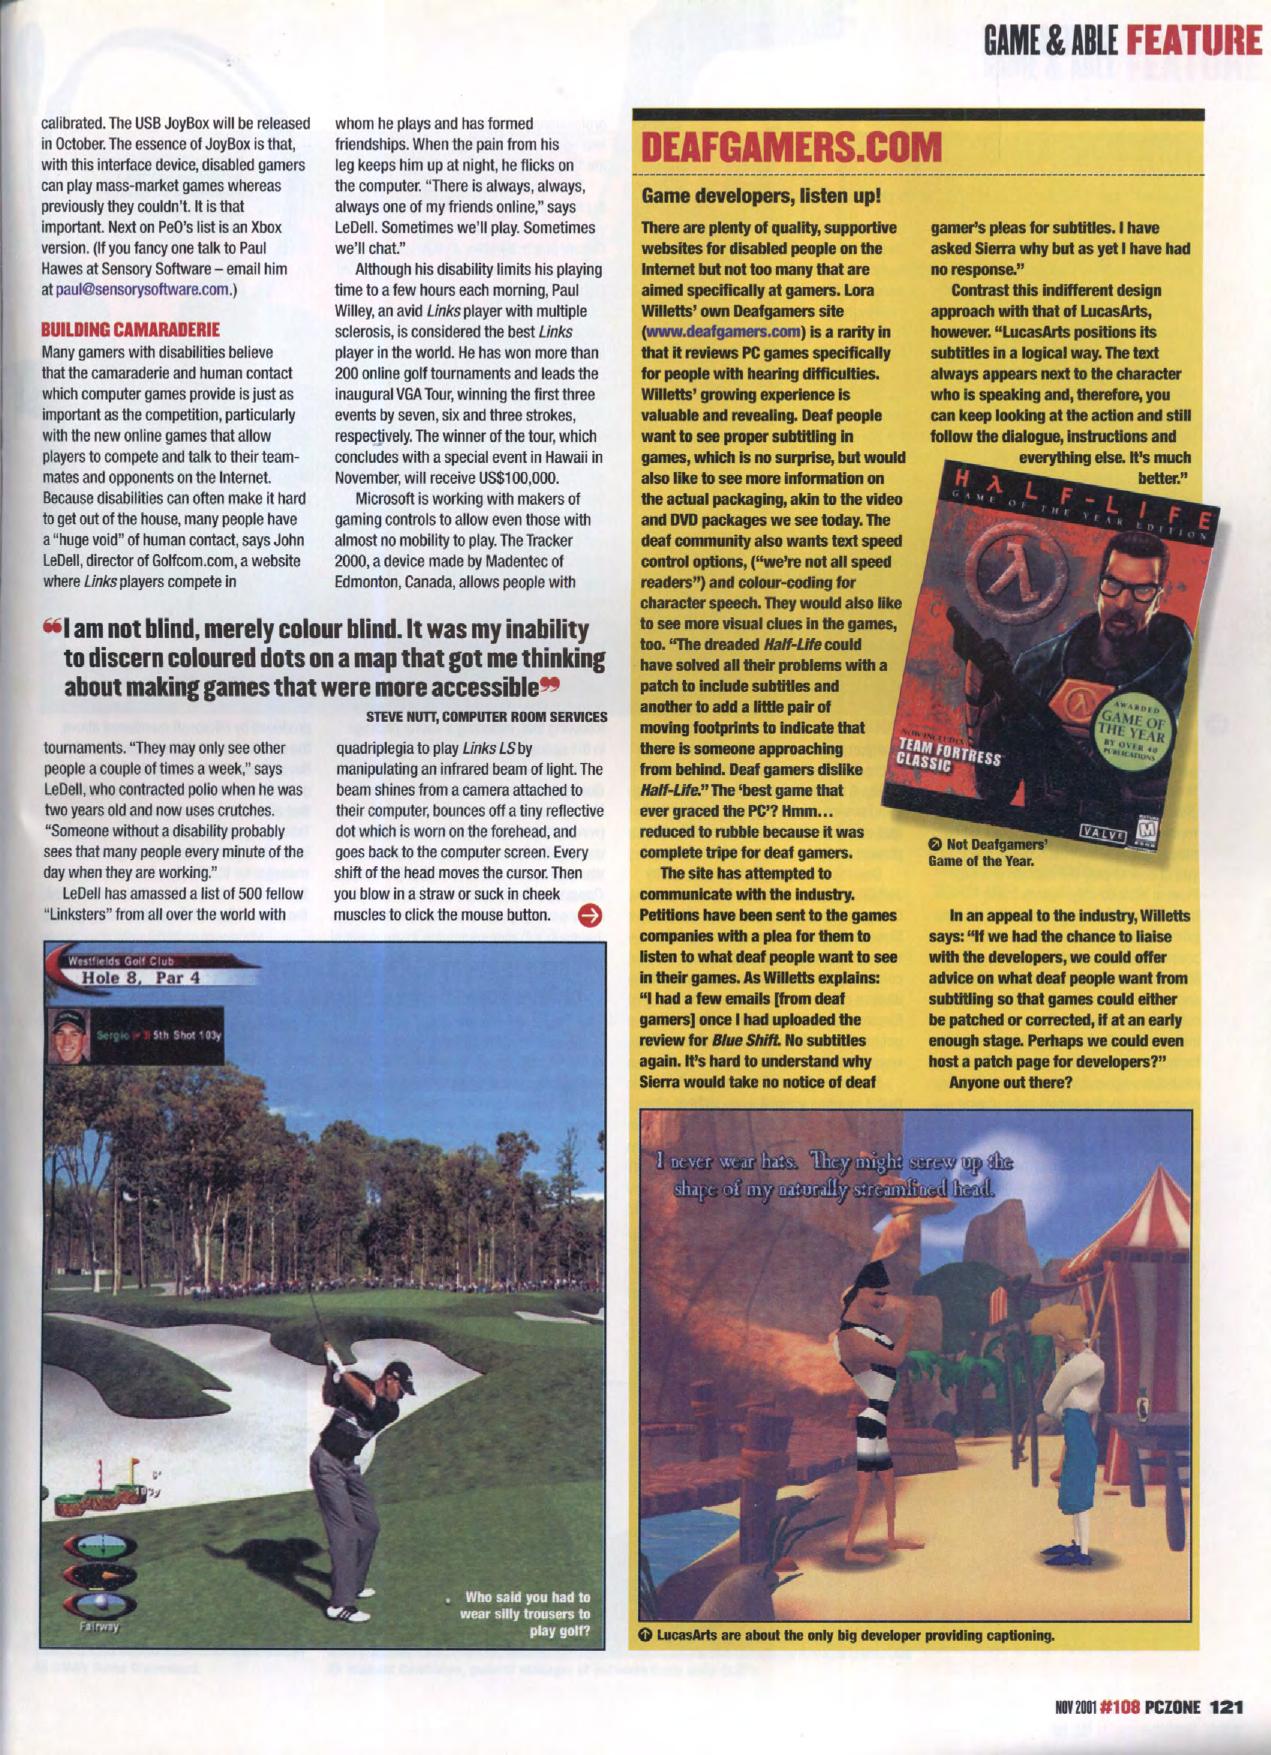 GAME & ABLE FEATURE
calibrated. The USB JoyBox will be released
in October. The essence of JoyBox is that,
with this interface device, disabled gamers
can play mass-market games whereas
previously they couldn't. It is that
important. Next on PeO's list is an Xbox
version. (If you fancy one talk to Paul
Hawes at Sensory Software – email him
at paul@sensorysoftware.com.)
BUILDING CAMARADERIE
Many gamers with disabilities believe
that the camaraderie and human contact
which computer games provide is just as
important as the competition, particularly
with the new online games that allow
players to compete and talk to their team-
mates and opponents on the Internet.
Because disabilities can often make it hard
to get out of the house, many people have
a "huge void" of human contact, says John
LeDell, director of Golfcom.com, a website
where Links players compete in
whom he plays and has formed
friendships. When the pain from his
leg keeps him up at night, he flicks on
the computer. "There is always, always,
always one of my friends online," says
LeDell. Sometimes we'll play. Sometimes
we'll chat."
Although his disability limits his playing
time to a few hours each morning, Paul
Willey, an avid Links player with multiple
sclerosis, is considered the best Links
player in the world. He has won more than
200 online golf tournaments and leads the
inaugural VGA Tour, winning the first three
events by seven, six and three strokes,
respectively. The winner of the tour, which
concludes with a special event in Hawaii in
November, will receive US$100,000.
Microsoft is working with makers of
gaming controls to allow even those with
almost no mobility to play. The Tracker
2000, a device made by Madentec of
Edmonton, Canada, allows people with
"I am not blind, merely colour blind. It was my inability
to discern coloured dots on a map that got me thinking
about making games that were more accessible"
STEVE NUTT, COMPUTER ROOM SERVICES
tournaments. "They may only see other
people a couple of times a week," says
LeDell, who contracted polio when he was
two years old and now uses crutches.
"Someone without a disability probably
sees that many people every minute of the
day when they are working."
LeDell has amassed a list of 500 fellow
"Linksters" from all over the world with
quadriplegia to play Links LS by
manipulating an infrared beam of light. The
beam shines from a camera attached to
their computer, bounces off a tiny reflective
dot which is worn on the forehead, and
goes back to the computer screen. Every
shift of the head moves the cursor. Then
you blow in a straw or suck in cheek
muscles to click the mouse button.
Westfields Golf Club
Hole 8, Par 4
Sergio 5th Shot 103y
103y
Fairway
Who said you had to
wear silly trousers to
play golf?
DEAFGAMERS.COM
Game developers, listen up!
There are plenty of quality, supportive
websites for disabled people on the
Internet but not too many that are
aimed specifically at gamers. Lora
Willetts' own Deafgamers site
(www.deafgamers.com) is a rarity in
that it reviews PC games specifically
for people with hearing difficulties.
Willetts' growing experience is
valuable and revealing. Deaf people
want to see proper subtitling in
games, which is no surprise, but would
also like to see more information on
the actual packaging, akin to the video
and DVD packages we see today. The
deaf community also wants text speed
control options, ("we're not all speed
readers") and colour-coding for
character speech. They would also like
to see more visual clues in the games,
too. "The dreaded Half-Life could
have solved all their problems with a
patch to include subtitles and
another to add a little pair of
moving footprints to indicate that
there is someone approaching
from behind. Deaf gamers dislike
Half-Life." The 'best game that
ever graced the PC'? Hmm...
reduced to rubble because it was
complete tripe for deaf gamers.
The site has attempted to
communicate with the industry.
Petitions have been sent to the games
companies with a plea for them to
listen to what deaf people want to see
in their games. As Willetts explains:
"I had a few emails [from deaf
gamers] once I had uploaded the
review for Blue Shift. No subtitles
again. It's hard to understand why
Sierra would take no notice of deaf
gamer's pleas for subtitles. I have
asked Sierra why but as yet I have had
no response."
Contrast this indifferent design
approach with that of LucasArts,
however. "LucasArts positions its
subtitles in a logical way. The text
always appears next to the character
who is speaking and, therefore, you
can keep looking at the action and still
follow the dialogue, instructions and
everything else. It's much
better."
HλLF-LIFE
GAME OF THE YEAR EDITION
λ
AWARDED
GAME OF
THE YEAR
BY OVER 40
PUBLICATIONS
NOW INCLUDES
TEAM FORTRESS
CLASSIC
VALVE
M
Not Deafgamers'
Game of the Year.
In an appeal to the industry, Willetts
says: "If we had the chance to liaise
with the developers, we could offer
advice on what deaf people want from
subtitling so that games could either
be patched or corrected, if at an early
enough stage. Perhaps we could even
host a patch page for developers?"
Anyone out there?
I never wear hats. They might screw up the
shape of my naturally streamlined head.
LucasArts are about the only big developer providing captioning.
NOV 2001 #108 PCZONE 121